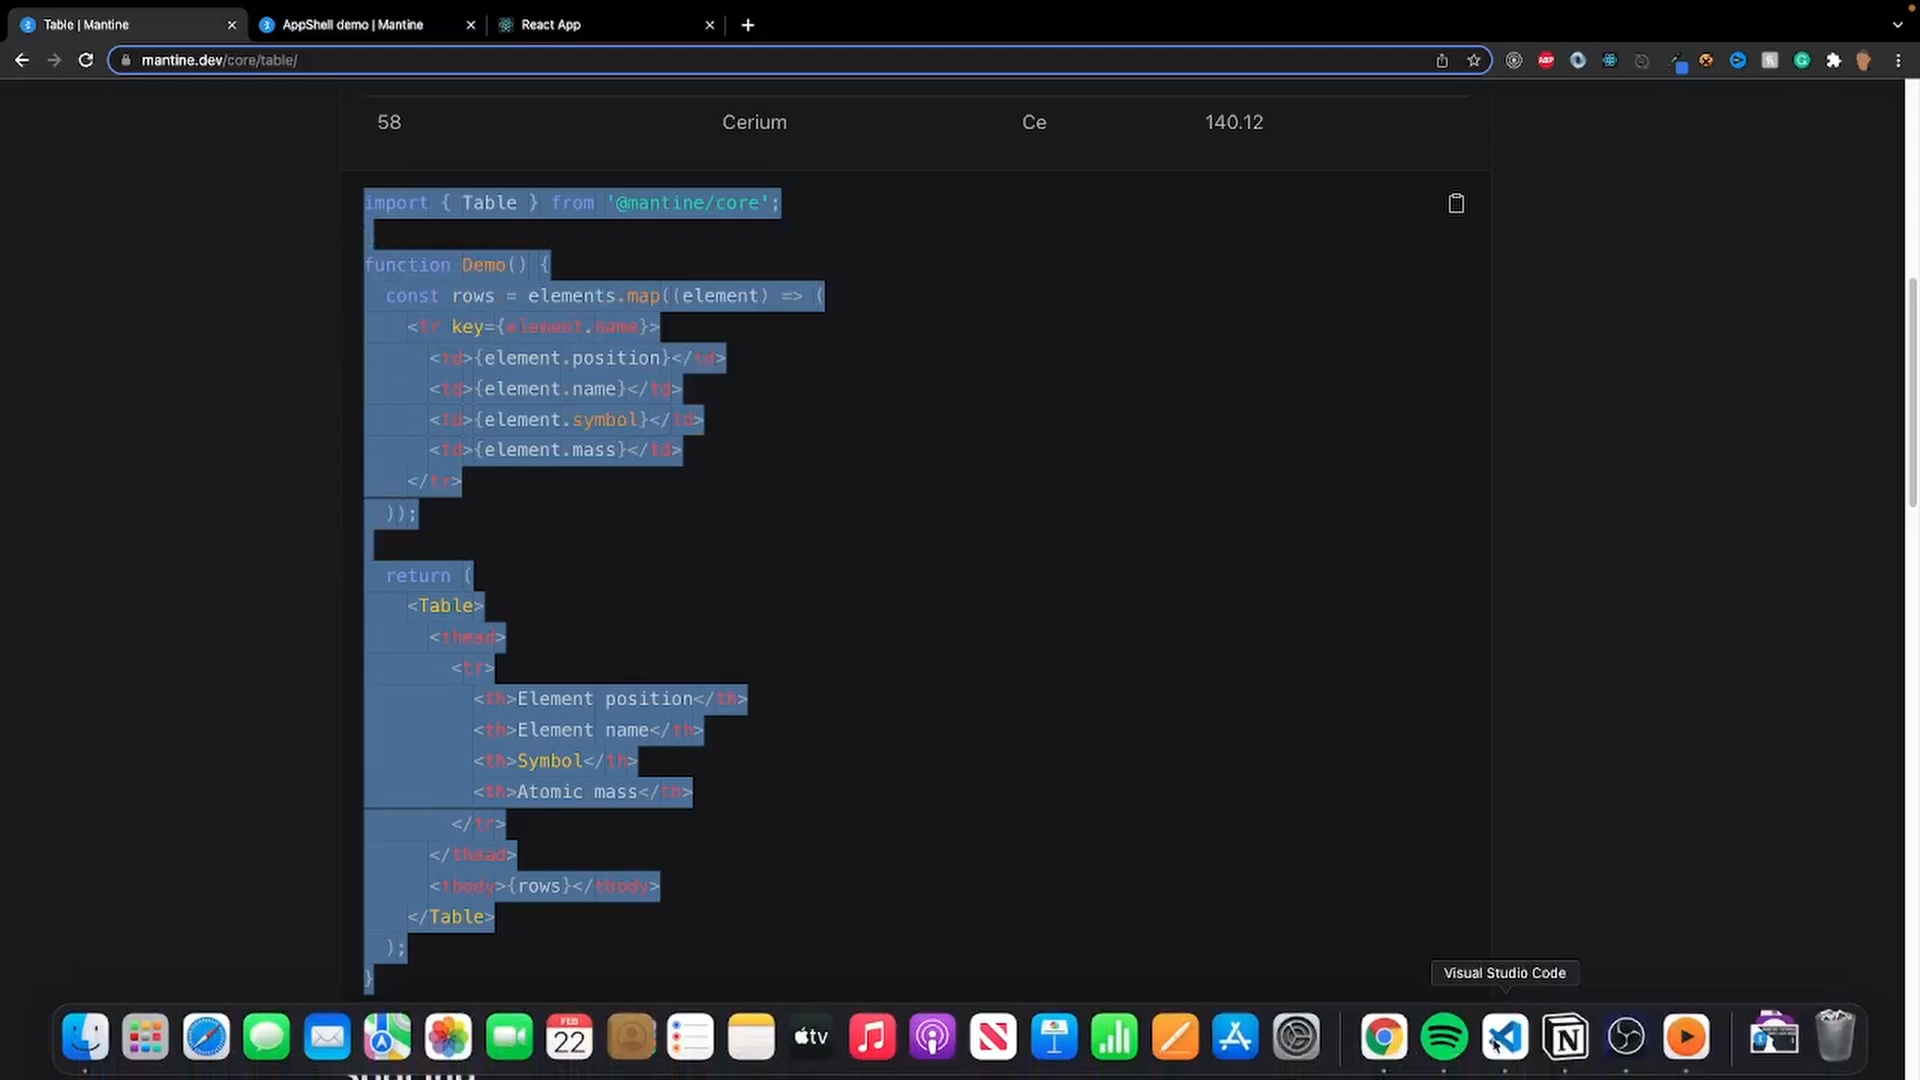 Table | Mantine
AppShell demo | Mantine
React App
mantine.dev/core/table/
58 Cerium Ce 140.12
import { Table } from '@mantine/core';
function Demo() {
const rows = elements.map((element) => (
<tr key={element.name}>
<td>{element.position}</td>
<td>{element.name}</td>
<td>{element.symbol}</td>
<td>{element.mass}</td>
</tr>
));
return (
<Table>
<thead>
<tr>
<th>Element position</th>
<th>Element name</th>
<th>Symbol</th>
<th>Atomic mass</th>
</tr>
</thead>
<tbody>{rows}</tbody>
</Table>
);
}
Visual Studio Code
FEB
22
tv